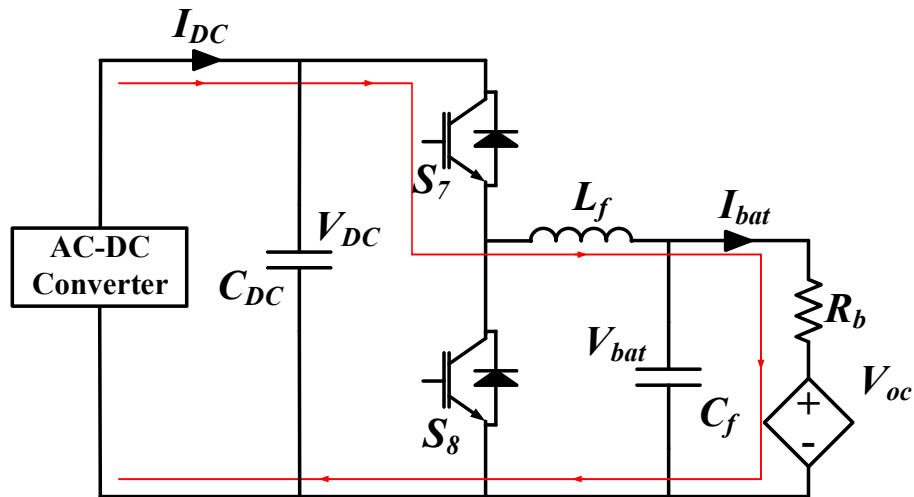 I_DC
S_7
L_f
I_bat
AC-DC
Converter
V_DC
C_DC
R_b
V_bat
V_oc
+
-
C_f
S_8